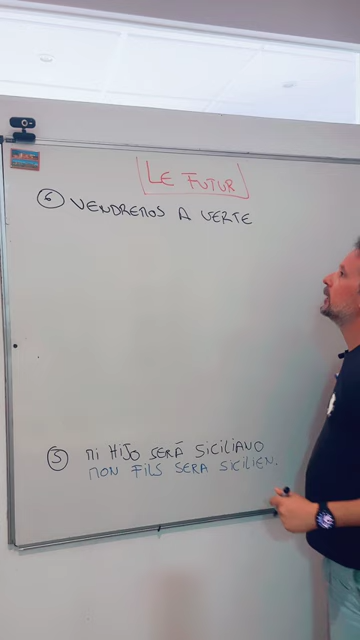 LE FUTUR
6 VENDREMOS A VERTE
5 MI HIJO SERÁ SICILIANO
MON FILS SERA SICILIEN.